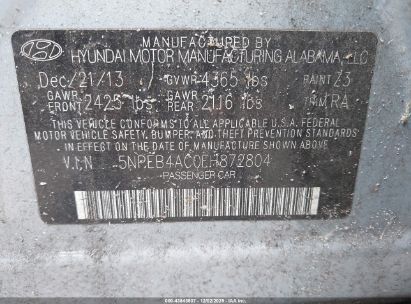 MANUFACTURED BY
HYUNDAI MOTOR MANUFACTURING ALABAMA, LLC
Dec/21/13 GVWR 4365 lbs PAINT Z3
GAWR FRONT 2425 lbs GAWR REAR 2116 lbs TRIM RA
THIS VEHICLE CONFORMS TO ALL APPLICABLE U.S.A FEDERAL
MOTOR VEHICLE SAFETY, BUMPER, AND THEFT PREVENTION STANDARDS
IN EFFECT ON THE DATE OF MANUFACTURE SHOWN ABOVE.
V.I.N 5NPEB4AC0EH872804
PASSENGER CAR